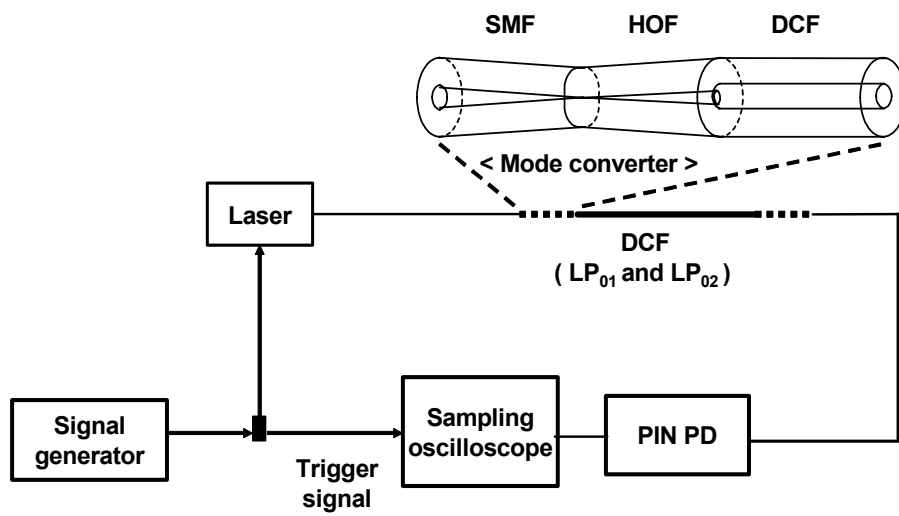 SMF HOF DCF
< Mode converter >
Laser
DCF
( LP01 and LP02 )
Signal
generator
Trigger
signal
Sampling
oscilloscope
PIN PD